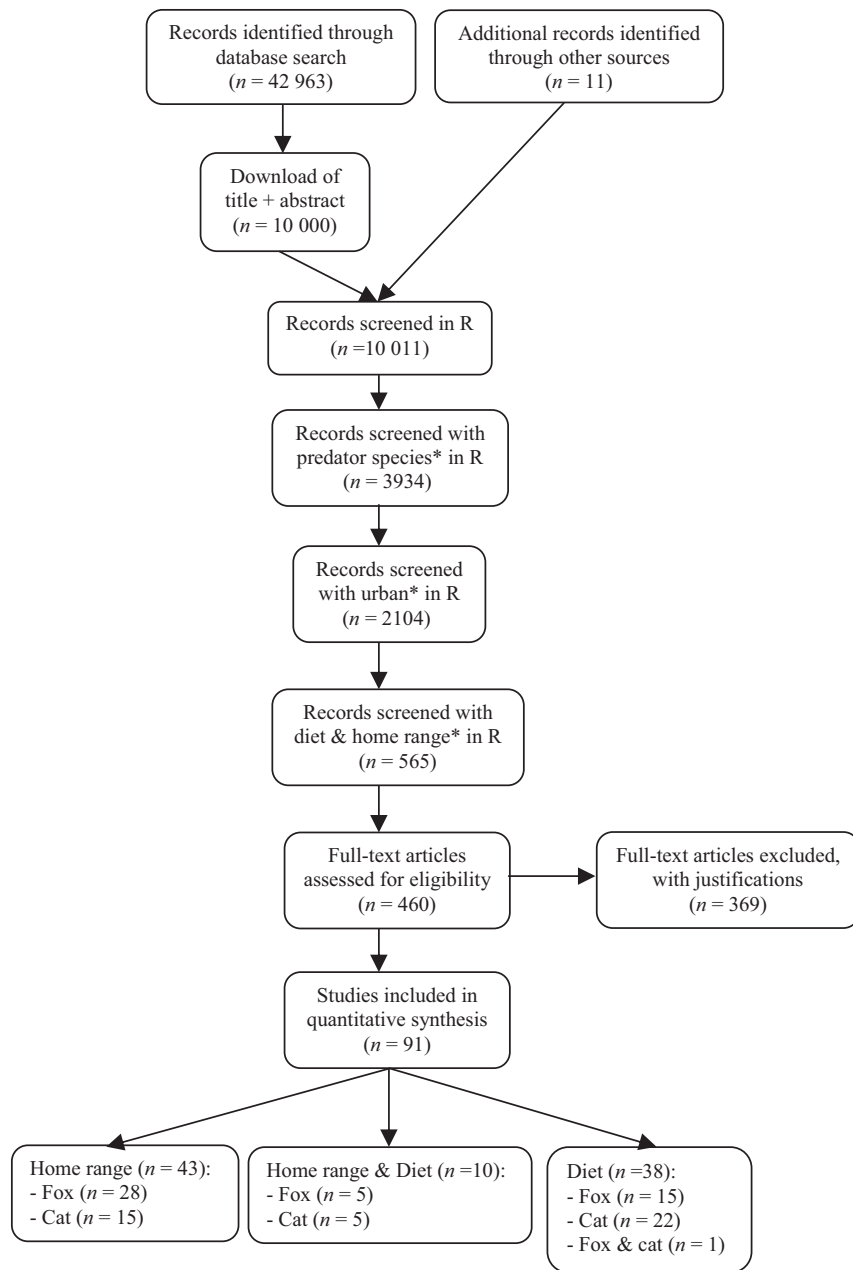 Records identified through
database search
(n = 42 963)
Additional records identified
through other sources
(n = 11)
Download of
title + abstract
(n = 10 000)
Records screened in R
(n =10 011)
Records screened with
predator species* in R
(n = 3934)
Records screened
with urban* in R
(n = 2104)
Records screened with
diet & home range* in R
(n = 565)
Full-text articles
assessed for eligibility
(n = 460)
Full-text articles excluded,
with justifications
(n = 369)
Studies included in
quantitative synthesis
(n = 91)
Home range (n = 43):
- Fox (n = 28)
- Cat (n = 15)
Home range & Diet (n =10):
- Fox (n = 5)
- Cat (n = 5)
Diet (n =38):
- Fox (n = 15)
- Cat (n = 22)
- Fox & cat (n = 1)